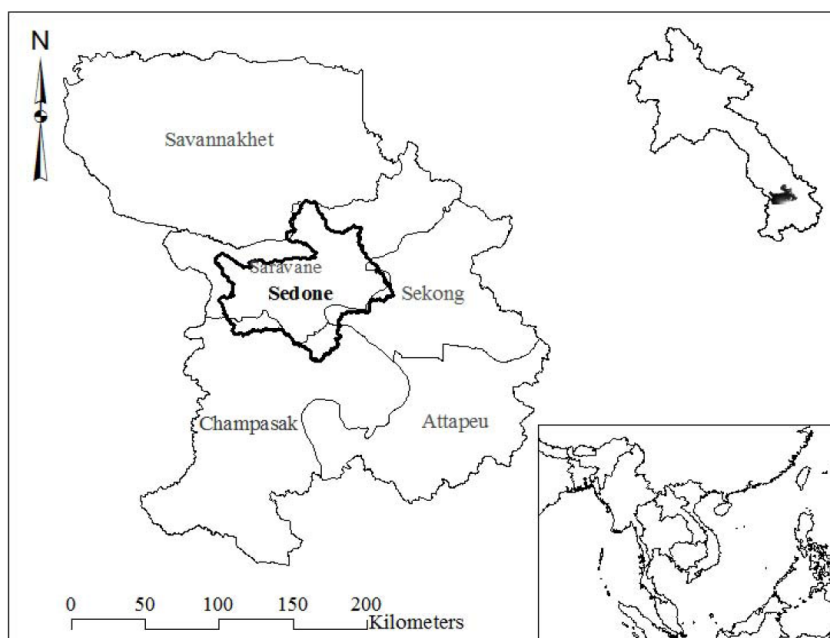 N
Savannakhet
Saravane
Sedone
Sekong
Champasak
Attapeu
0 50 100 150 200
Kilometers